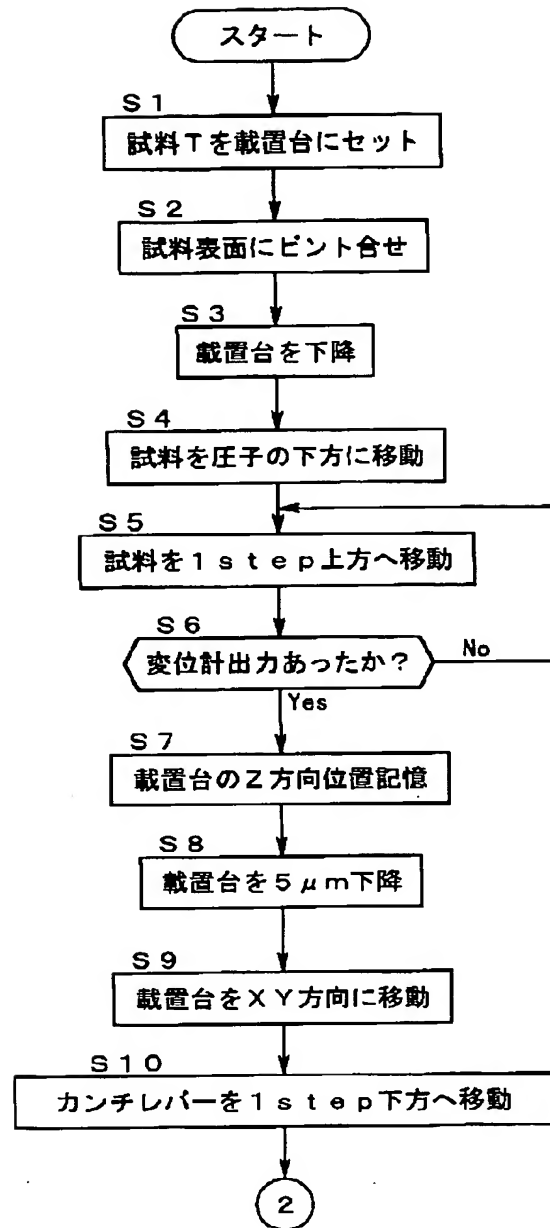 スタート
S1
試料Tを載置台にセット
S2
試料表面にピント合せ
S3
載置台を下降
S4
試料を圧子の下方に移動
S5
試料を1step上方へ移動
S6
変位計出力あったか?
No
Yes
S7
載置台のZ方向位置記憶
S8
載置台を5μm下降
S9
載置台をXY方向に移動
S10
カンチレバーを1step下方へ移動
2